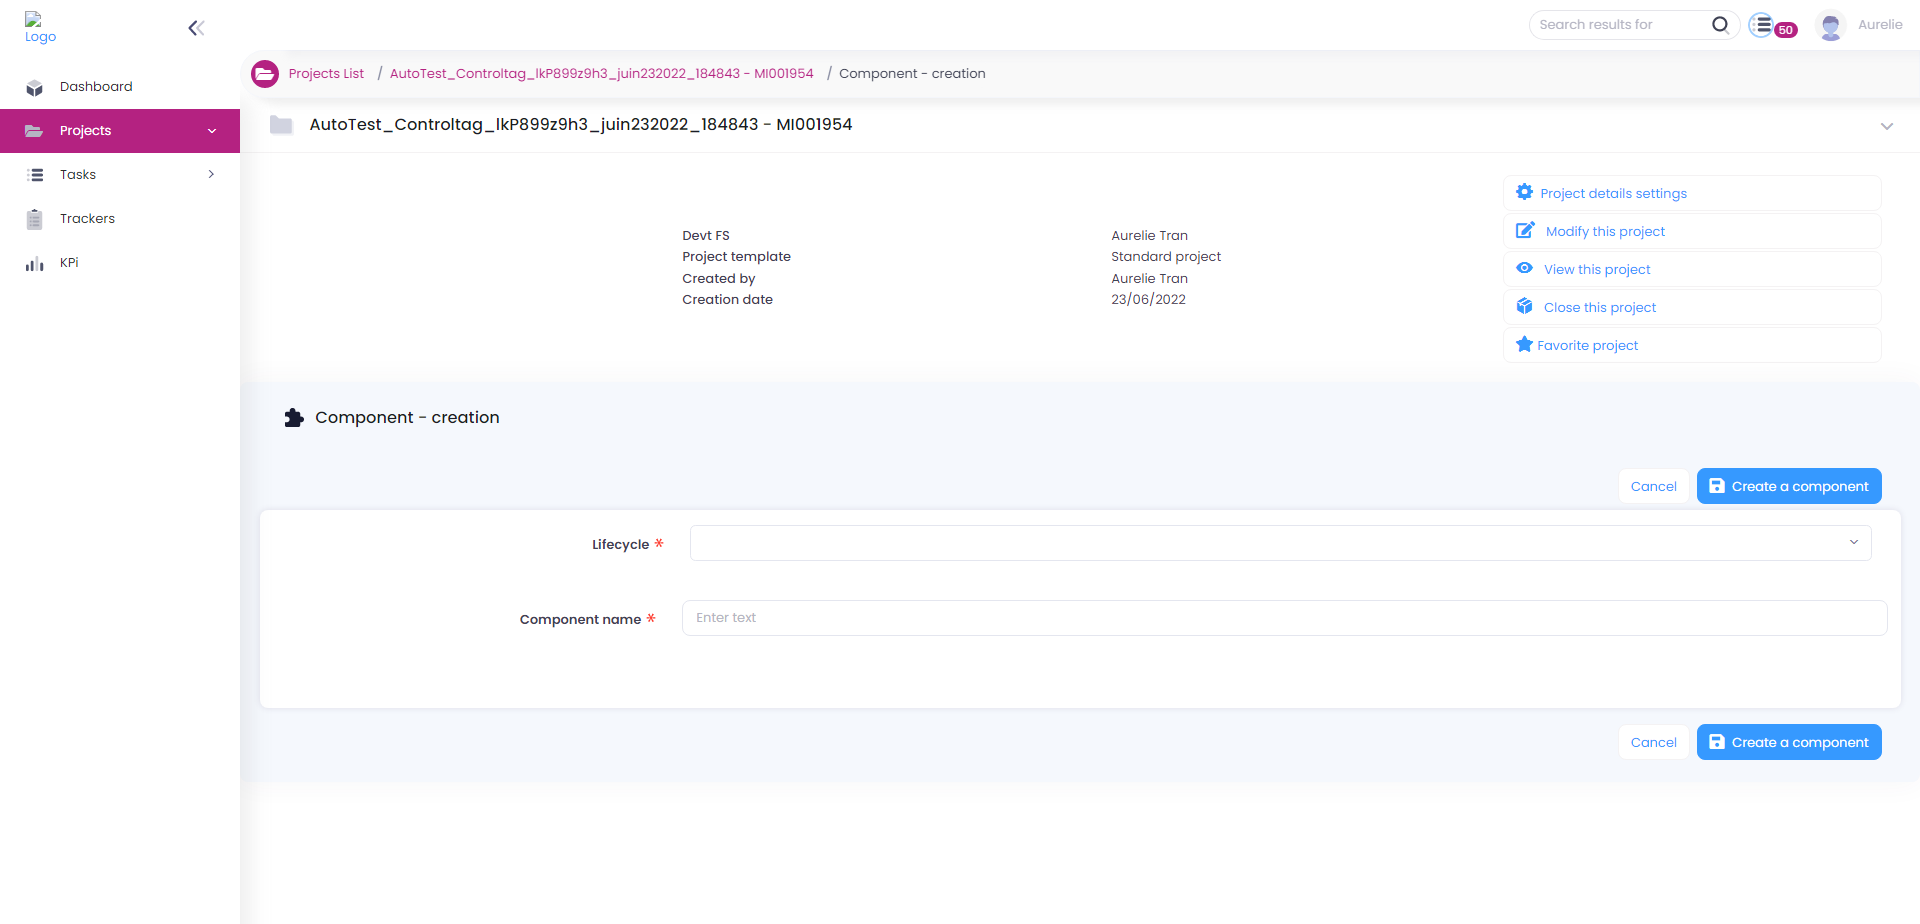 Logo
Search results for
50
Aurelie
Dashboard
Projects
Tasks
Trackers
KPi
Projects List / AutoTest_Controltag_lkP899z9h3_juin232022_184843 - MI001954 / Component - creation
AutoTest_Controltag_lkP899z9h3_juin232022_184843 - MI001954
Devt FS Aurelie Tran
Project template Standard project
Created by Aurelie Tran
Creation date 23/06/2022
Project details settings
Modify this project
View this project
Close this project
Favorite project
Component - creation
Cancel Create a component
Lifecycle *
Component name * Enter text
Cancel Create a component